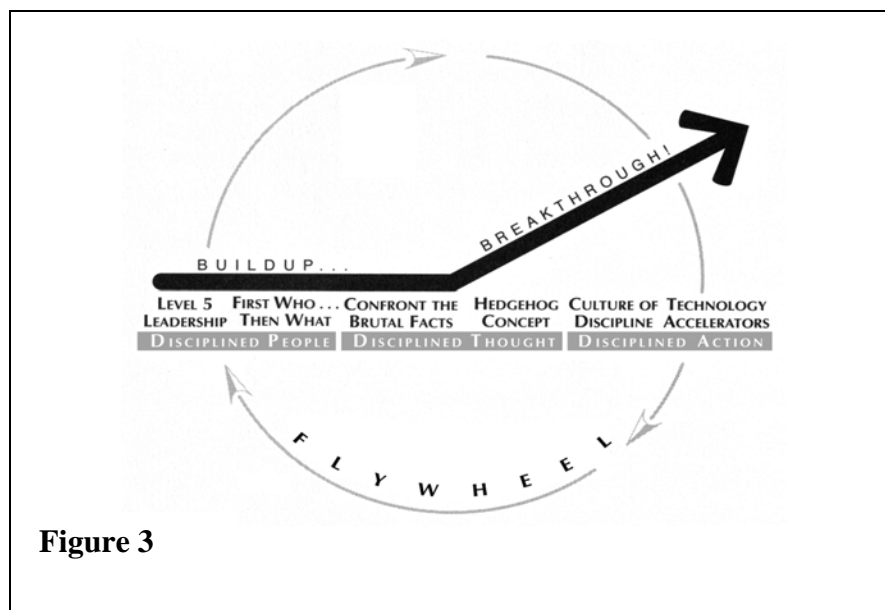 BREAKTHROUGH!
BUILDUP...
LEVEL 5 FIRST WHO... CONFRONT THE HEDGEHOG CULTURE OF TECHNOLOGY
LEADERSHIP THEN WHAT BRUTAL FACTS CONCEPT DISCIPLINE ACCELERATORS
DISCIPLINED PEOPLE DISCIPLINED THOUGHT DISCIPLINED ACTION
FLYWHEEL
Figure 3